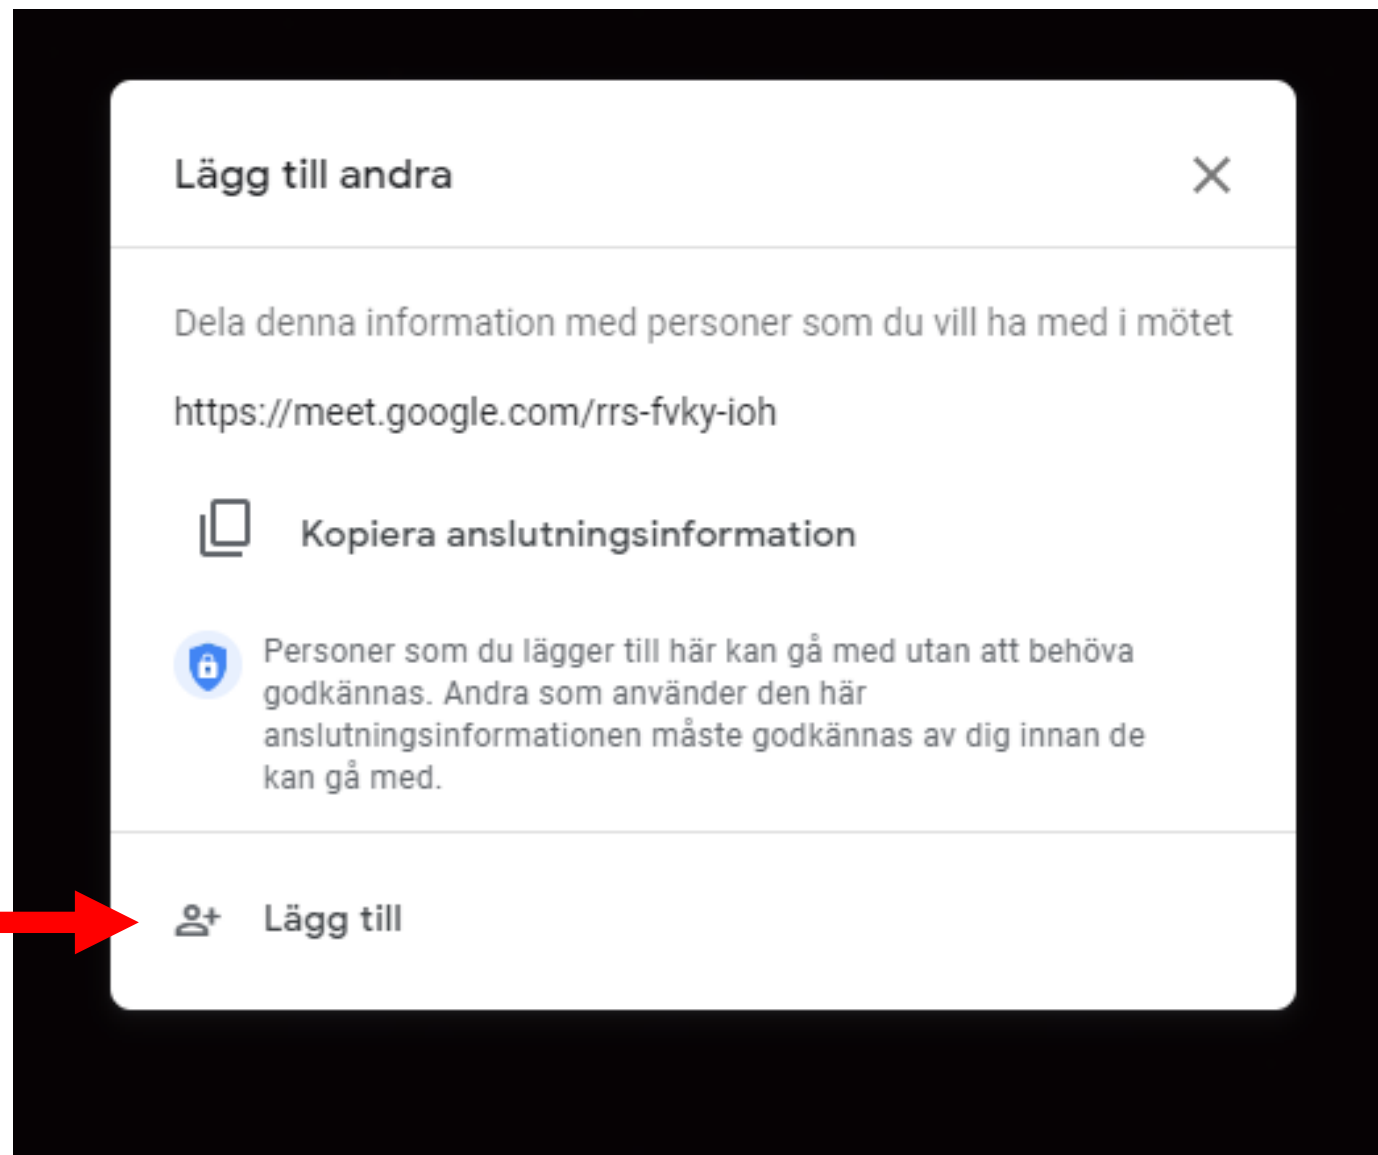 Lägg till andra
Dela denna information med personer som du vill ha med i mötet
https://meet.google.com/rrs-fvky-ioh
Kopiera anslutningsinformation
Personer som du lägger till här kan gå med utan att behöva
godkännas. Andra som använder den här
anslutningsinformationen måste godkännas av dig innan de
kan gå med.
Lägg till